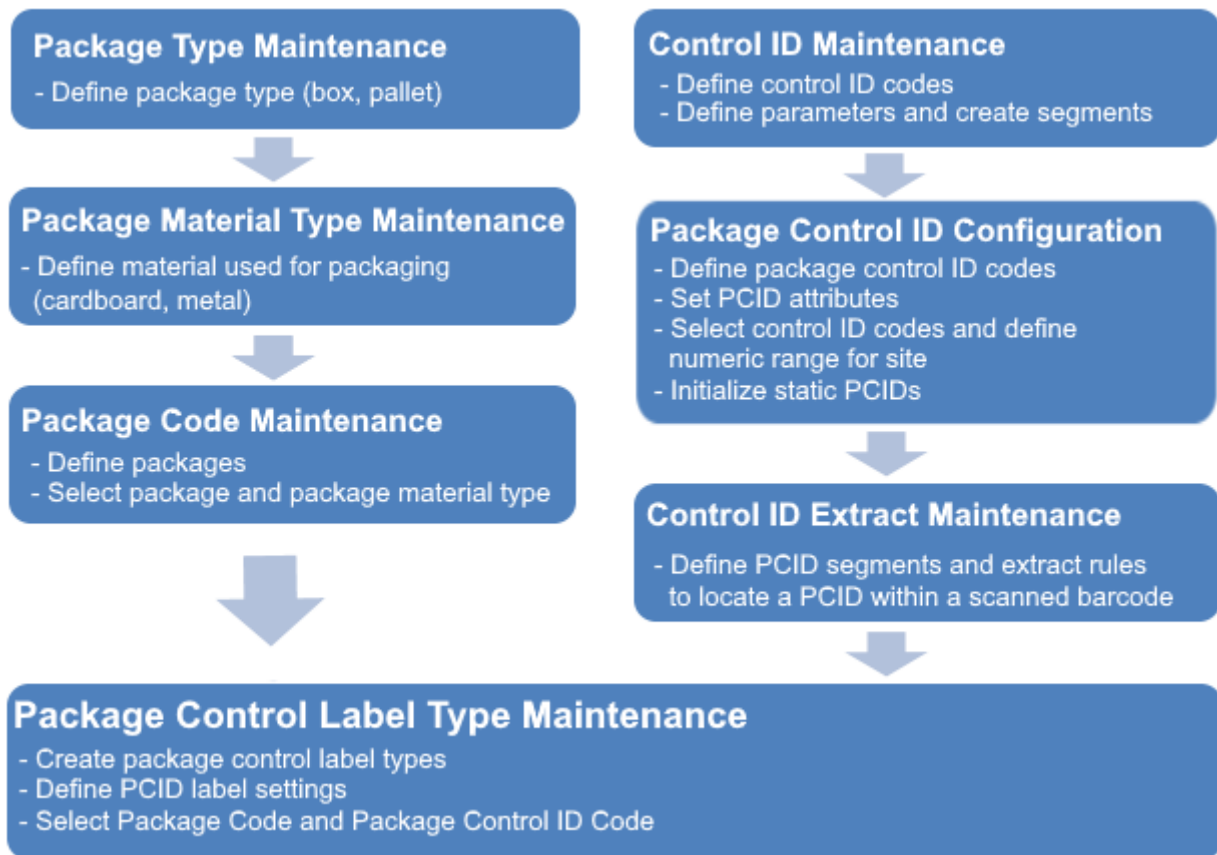 Package Type Maintenance
- Define package type (box, pallet)
Package Material Type Maintenance
- Define material used for packaging
(cardboard, metal)
Package Code Maintenance
- Define packages
- Select package and package material type
Control ID Maintenance
- Define control ID codes
- Define parameters and create segments
Package Control ID Configuration
- Define package control ID codes
- Set PCID attributes
- Select control ID codes and define
numeric range for site
- Initialize static PCIDs
Control ID Extract Maintenance
- Define PCID segments and extract rules
to locate a PCID within a scanned barcode
Package Control Label Type Maintenance
- Create package control label types
- Define PCID label settings
- Select Package Code and Package Control ID Code